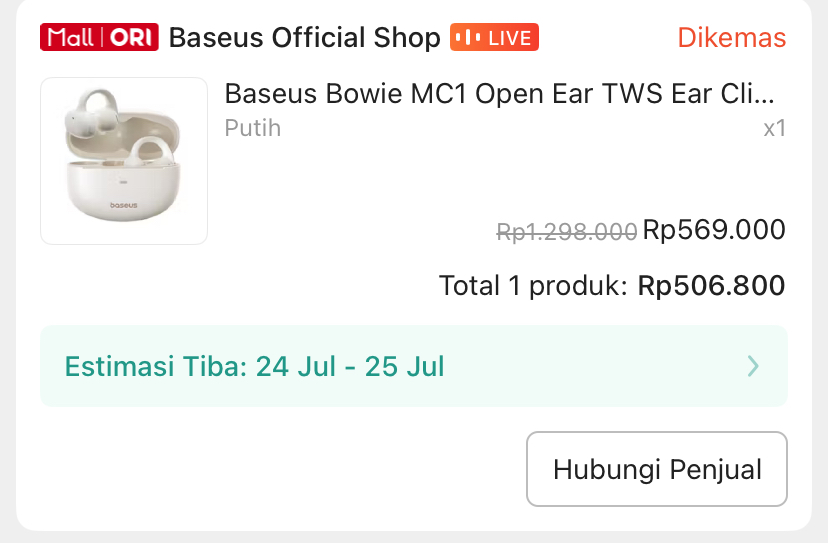 Mall | ORI Baseus Official Shop LIVE Dikemas
Baseus Bowie MC1 Open Ear TWS Ear Cli...
Putih x1
baseus
Rp1.298.000 Rp569.000
Total 1 produk: Rp506.800
Estimasi Tiba: 24 Jul - 25 Jul
Hubungi Penjual